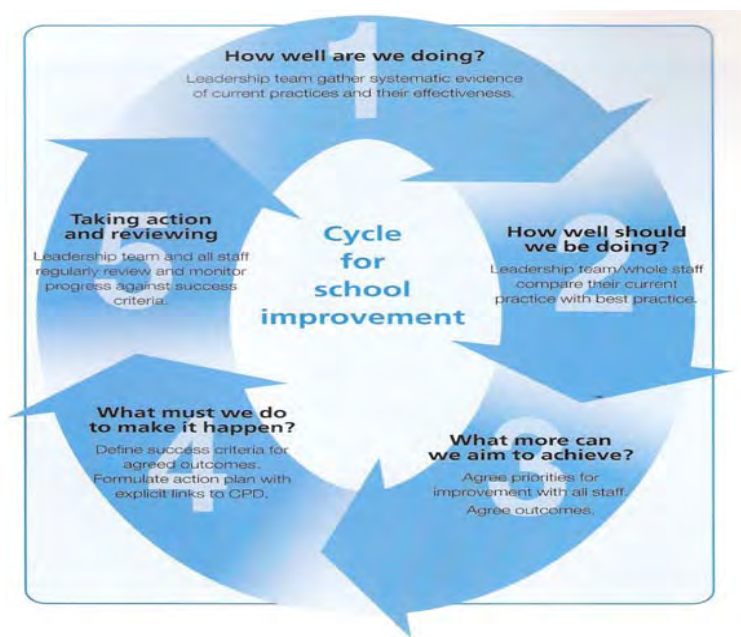 1
How well are we doing?
Leadership team gather systematic evidence
of current practices and their effectiveness.
2
How well should
we be doing?
Leadership team/whole staff
compare their current
practice with best practice.
3
What more can
we aim to achieve?
Agree priorities for
improvement with all staff.
Agree outcomes.
4
What must we do
to make it happen?
Define success criteria for
agreed outcomes.
Formulate action plan with
explicit links to CPD.
5
Taking action
and reviewing
Leadership team and all staff
regularly review and monitor
progress against success
criteria.
Cycle
for
school
improvement